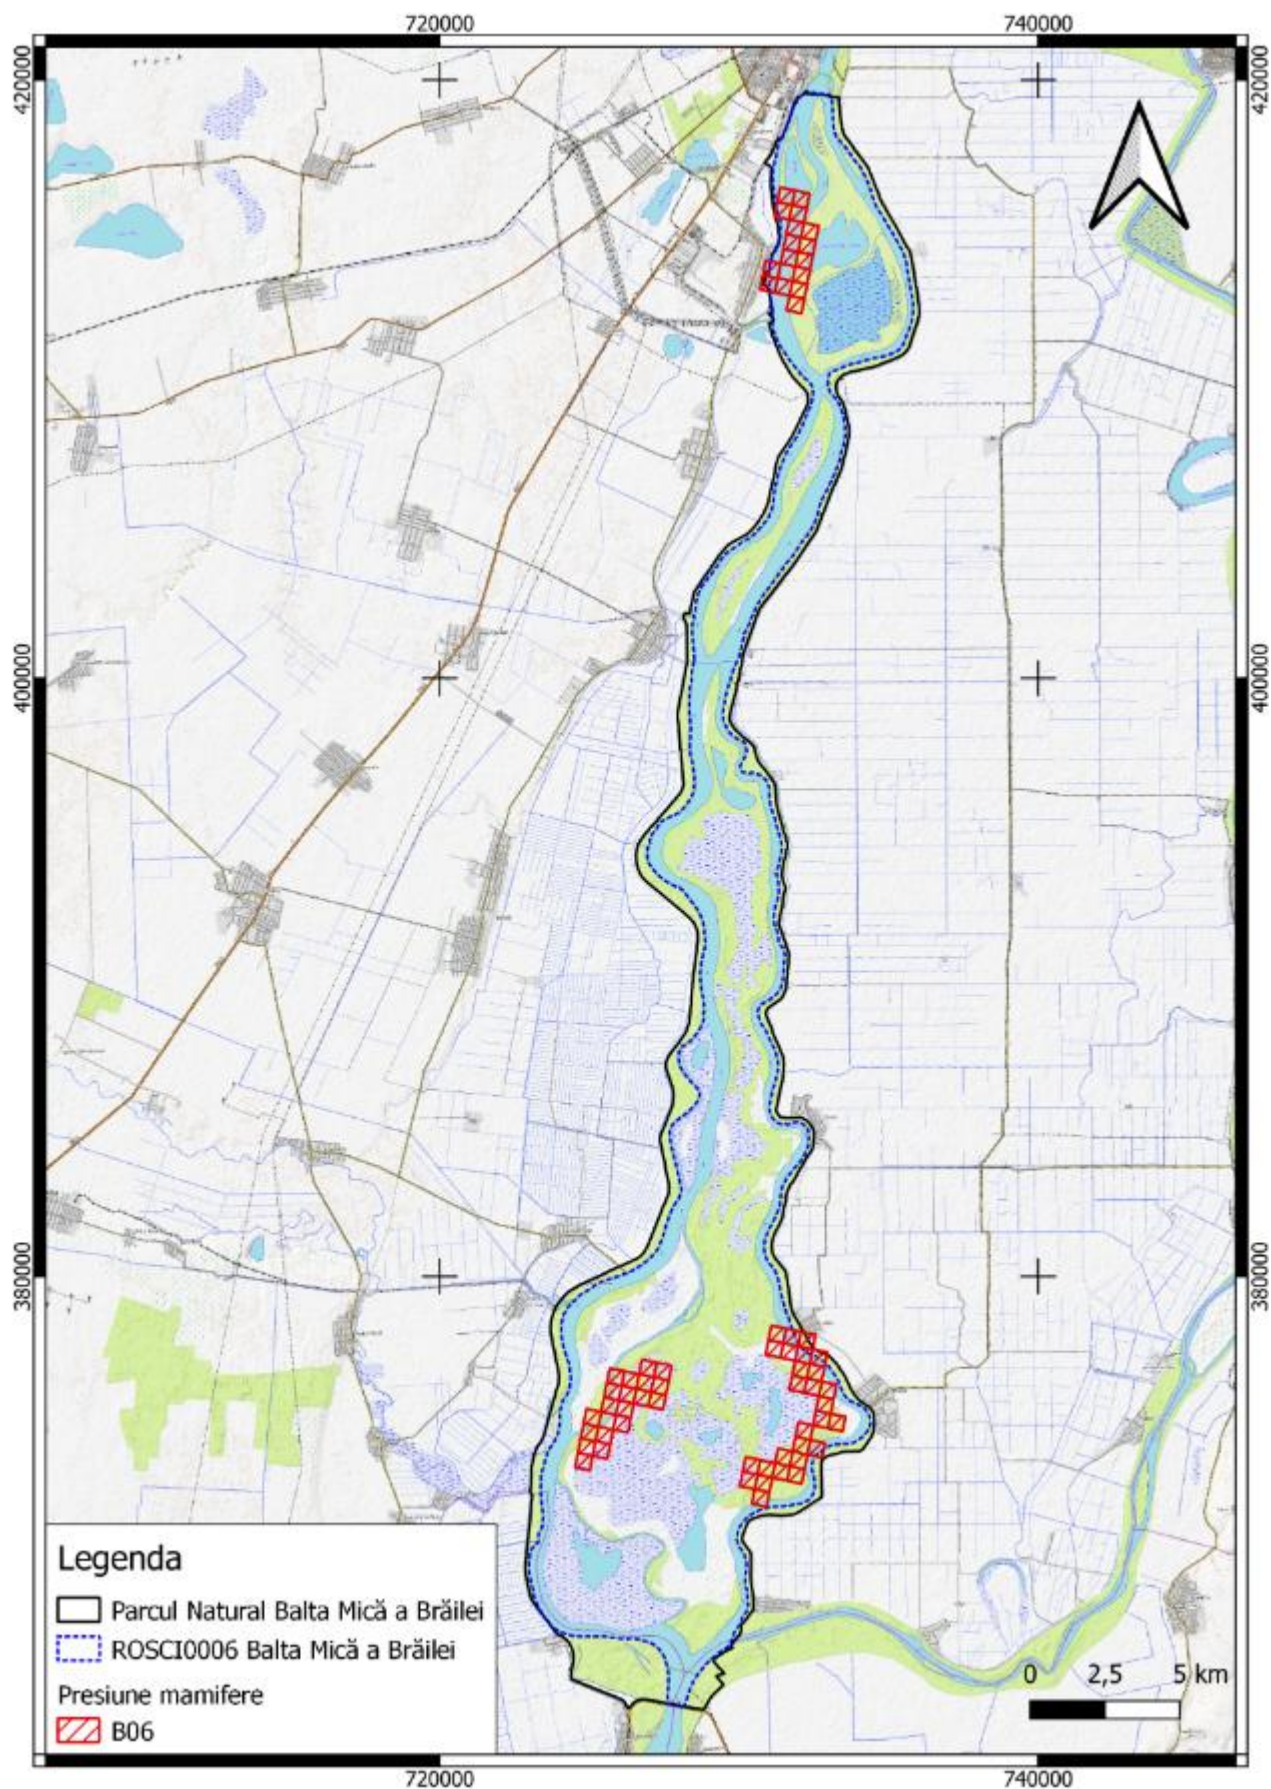 720000 740000
420000 420000
400000 400000
380000 380000
Legenda
Parcul Natural Balta Mică a Brăilei
ROSCI0006 Balta Mică a Brăilei
Presiune mamifere
B06
0 2,5 5 km
720000 740000